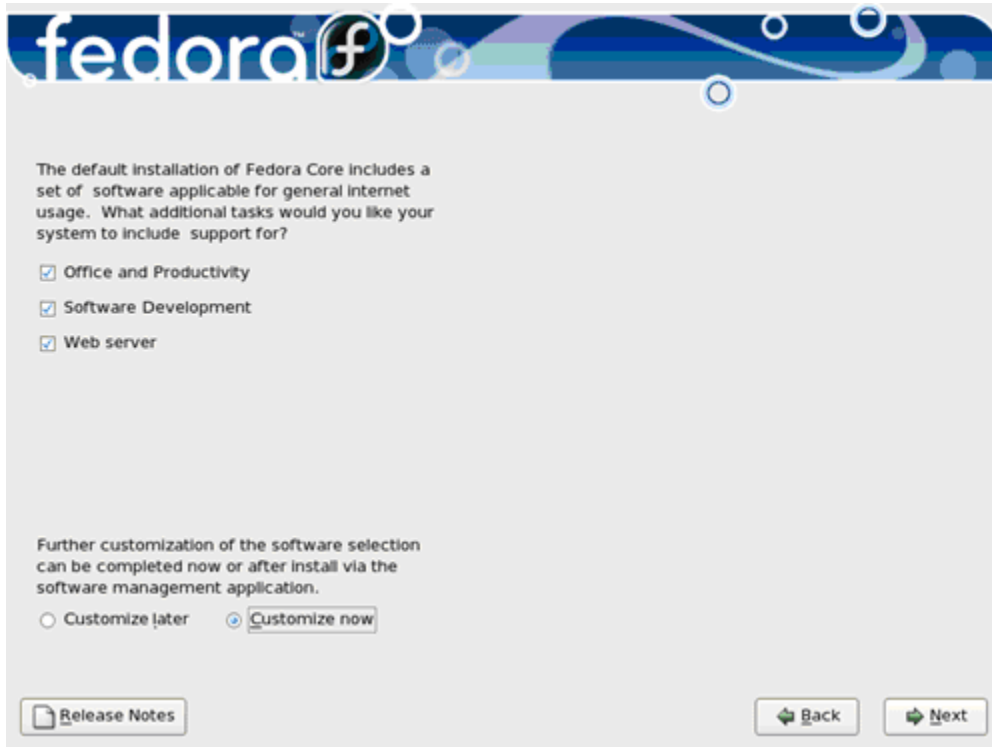 fedora™
The default installation of Fedora Core includes a
set of  software applicable for general internet
usage.  What additional tasks would you like your
system to include  support for?
Office and Productivity
Software Development
Web server
Further customization of the software selection
can be completed now or after install via the
software management application.
Customize later
Customize now
Release Notes
Back
Next